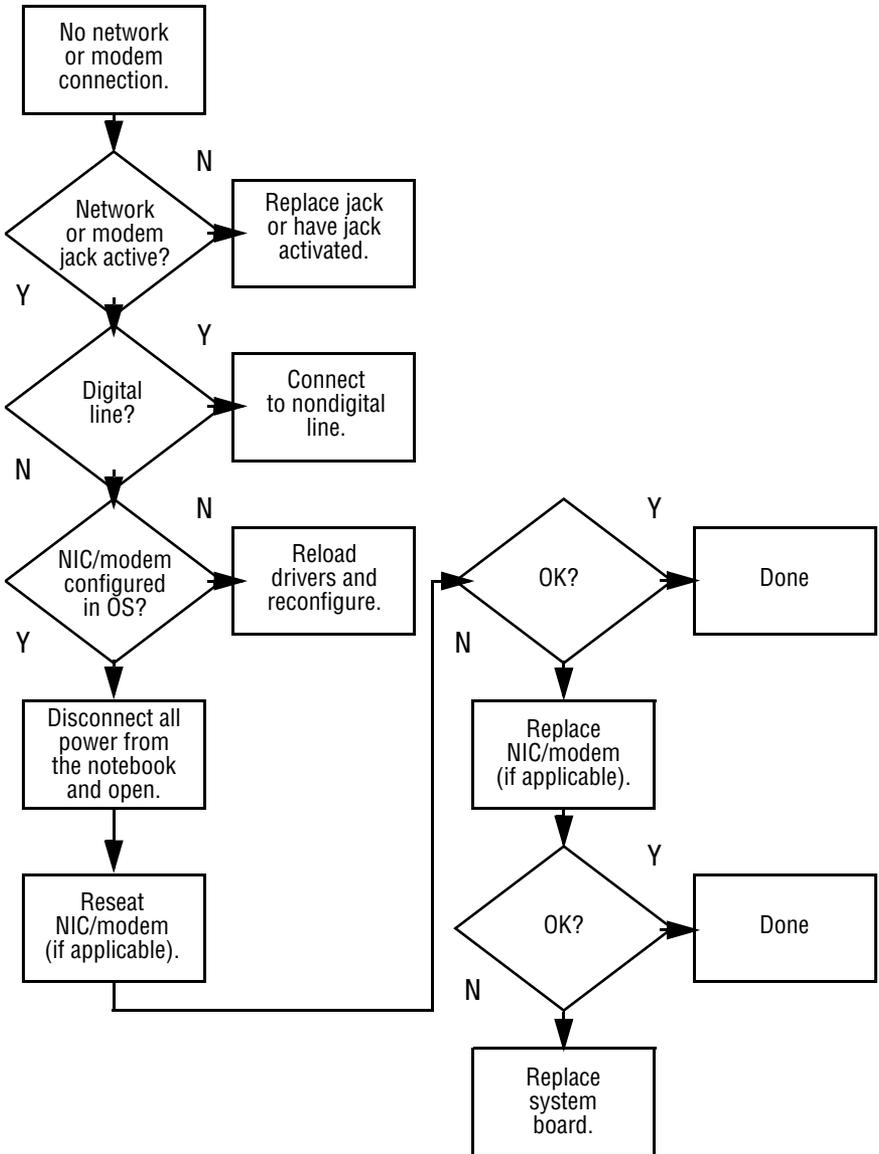 No network
or modem
connection.
N
Network
or modem
jack active?
Replace jack
or have jack
activated.
Y
Y
Digital
line?
Connect
to nondigital
line.
N
N
NIC/modem
configured
in OS?
Reload
drivers and
reconfigure.
Y
Disconnect all
power from
the notebook
and open.
Reseat
NIC/modem
(if applicable).
Y
OK?
Done
N
Replace
NIC/modem
(if applicable).
Y
OK?
Done
N
Replace
system
board.